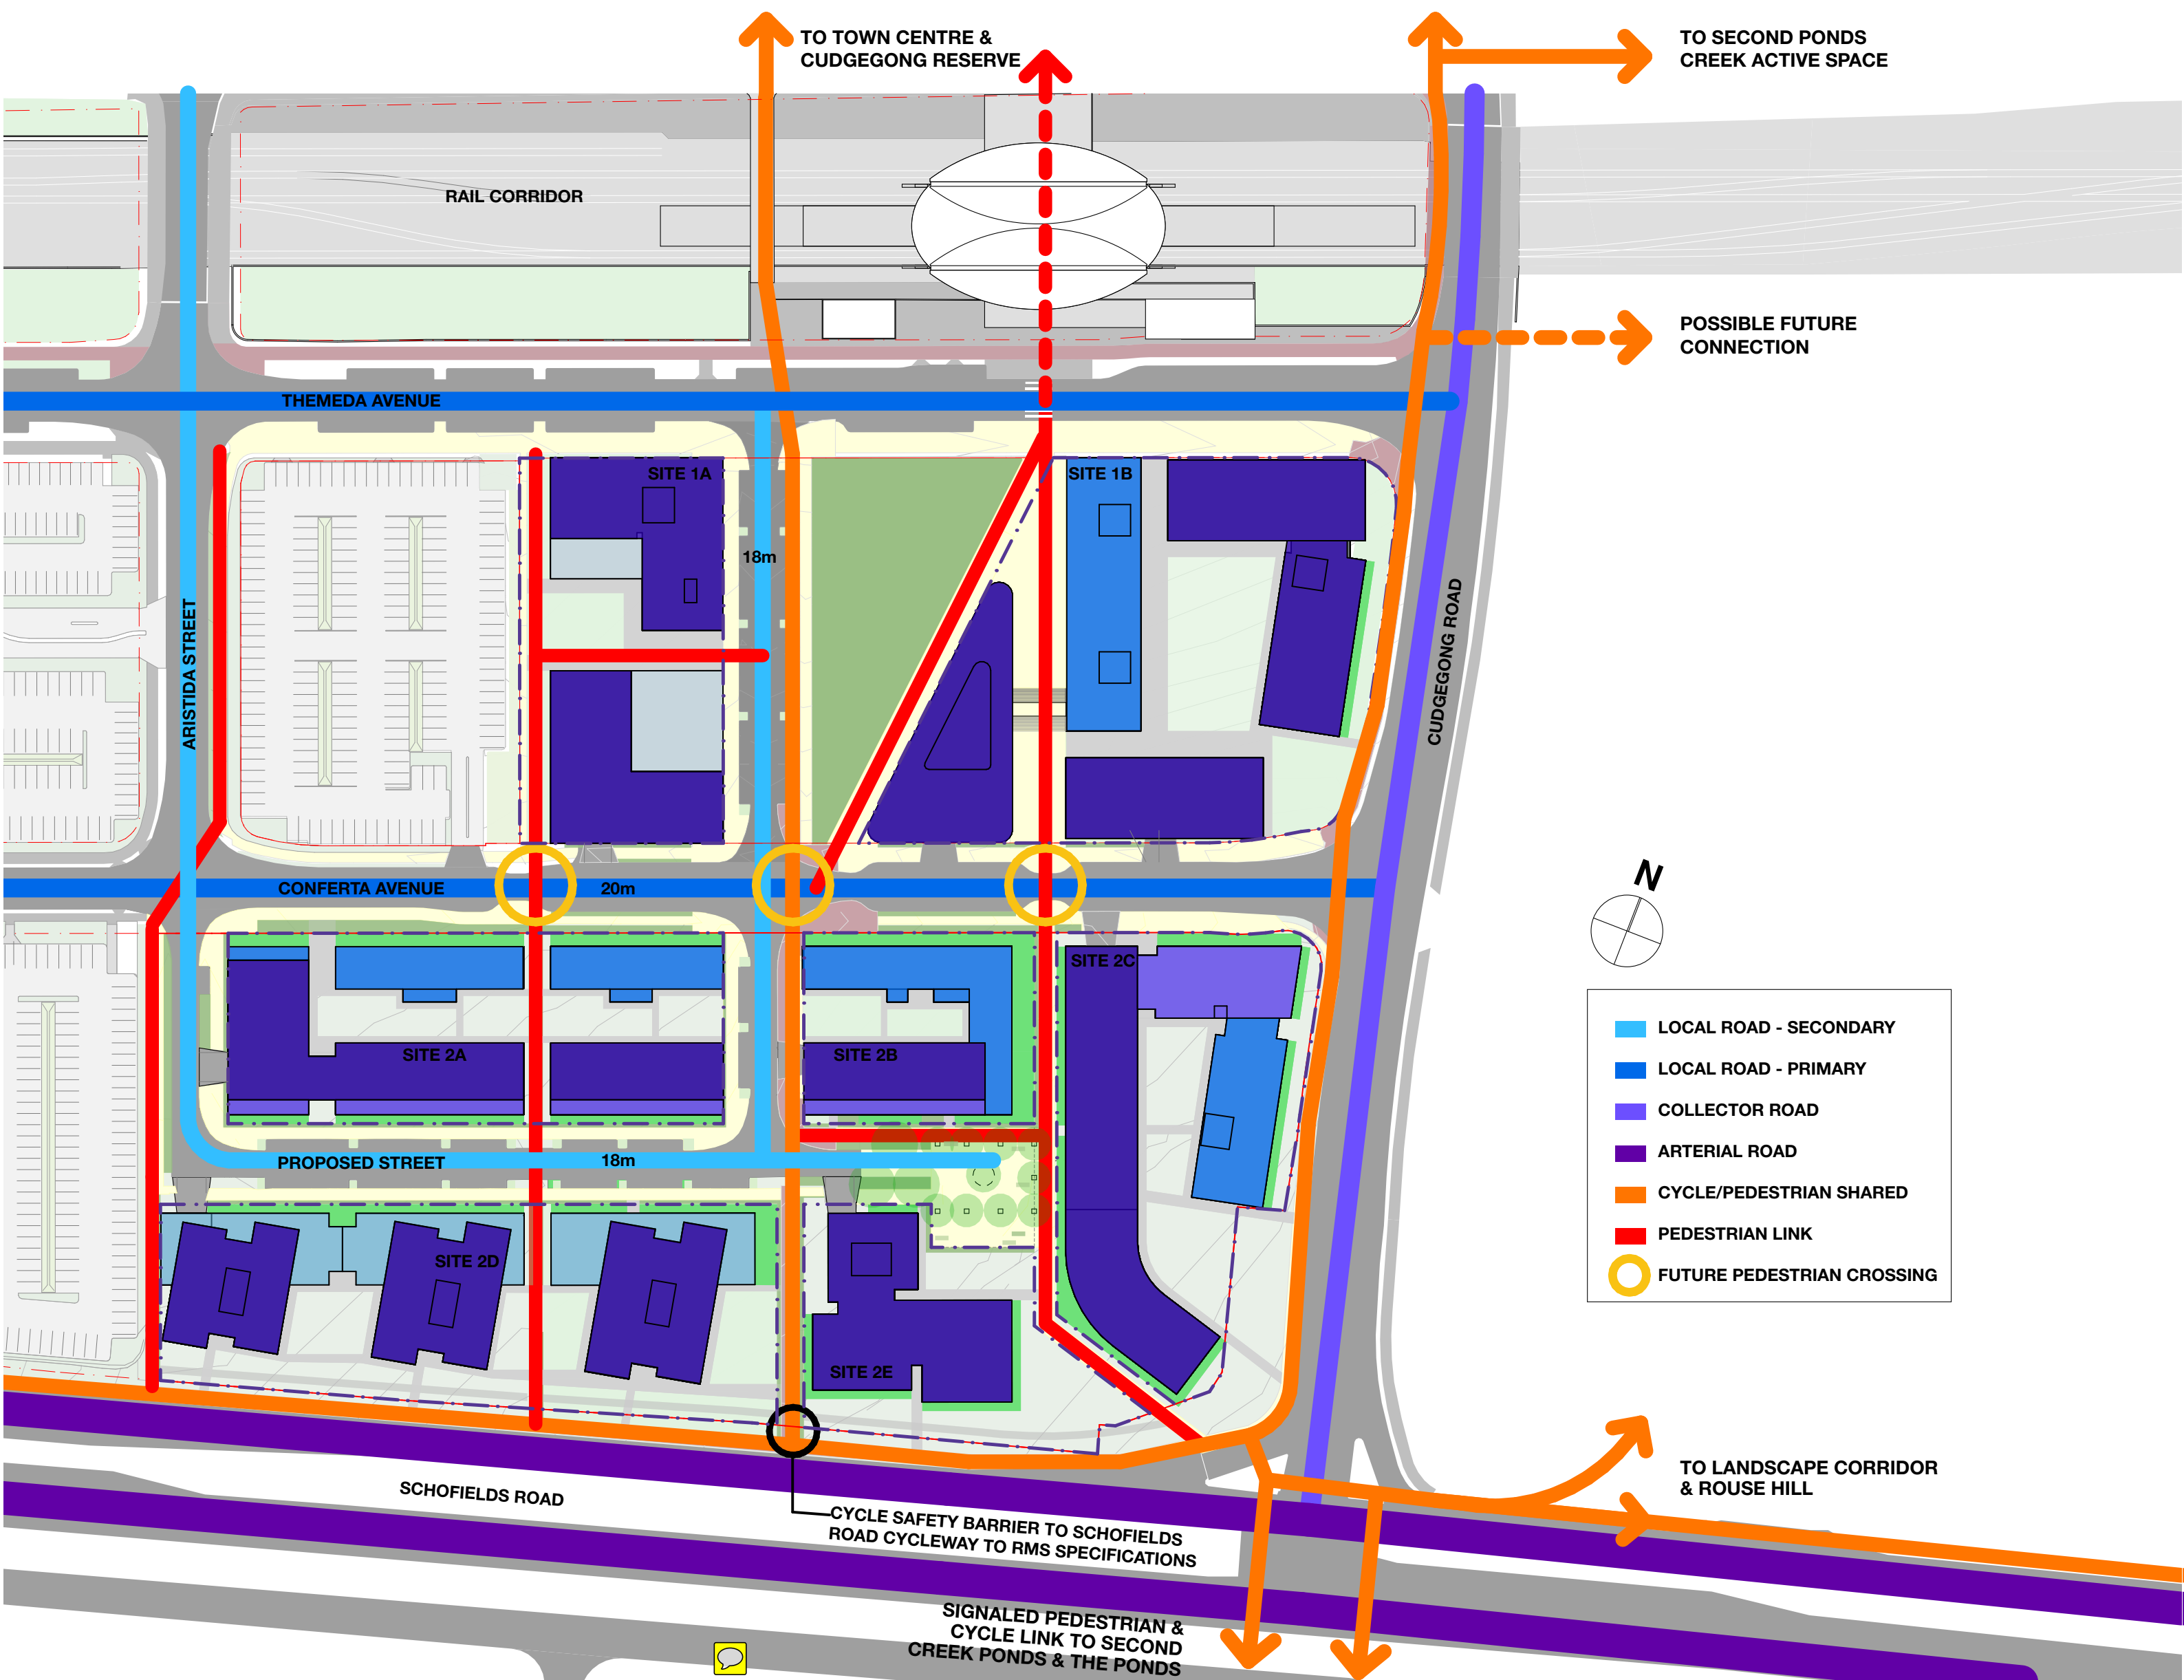 TO TOWN CENTRE &
CUDGEGONG RESERVE
TO SECOND PONDS
CREEK ACTIVE SPACE
RAIL CORRIDOR
POSSIBLE FUTURE
CONNECTION
THEMEDA AVENUE
SITE 1A
SITE 1B
18m
ARISTIDA STREET
CUDGEGONG ROAD
CONFERTA AVENUE
20m
N
SITE 2C
SITE 2A
SITE 2B
PROPOSED STREET
18m
SITE 2D
SITE 2E
LOCAL ROAD - SECONDARY
LOCAL ROAD - PRIMARY
COLLECTOR ROAD
ARTERIAL ROAD
CYCLE/PEDESTRIAN SHARED
PEDESTRIAN LINK
FUTURE PEDESTRIAN CROSSING
SCHOFIELDS ROAD
CYCLE SAFETY BARRIER TO SCHOFIELDS
ROAD CYCLEWAY TO RMS SPECIFICATIONS
TO LANDSCAPE CORRIDOR
& ROUSE HILL
SIGNALED PEDESTRIAN &
CYCLE LINK TO SECOND
CREEK PONDS & THE PONDS